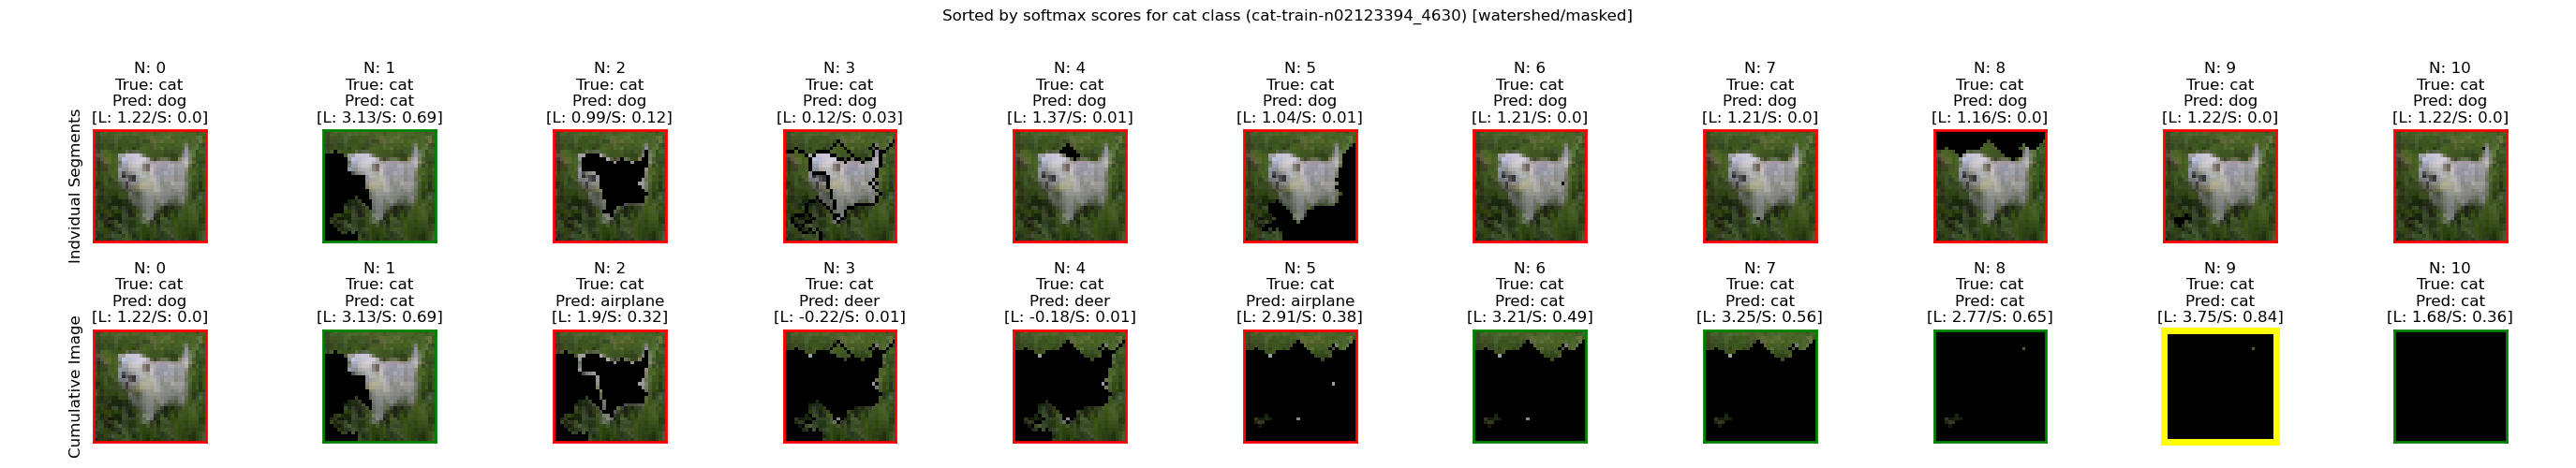 Sorted by softmax scores for cat class (cat-train-n02123394_4630) [watershed/masked]
Indvidual Segments
N: 0
True: cat
Pred: dog
[L: 1.22/S: 0.0]
N: 1
True: cat
Pred: cat
[L: 3.13/S: 0.69]
N: 2
True: cat
Pred: dog
[L: 0.99/S: 0.12]
N: 3
True: cat
Pred: dog
[L: 0.12/S: 0.03]
N: 4
True: cat
Pred: dog
[L: 1.37/S: 0.01]
N: 5
True: cat
Pred: dog
[L: 1.04/S: 0.01]
N: 6
True: cat
Pred: dog
[L: 1.21/S: 0.0]
N: 7
True: cat
Pred: dog
[L: 1.21/S: 0.0]
N: 8
True: cat
Pred: dog
[L: 1.16/S: 0.0]
N: 9
True: cat
Pred: dog
[L: 1.22/S: 0.0]
N: 10
True: cat
Pred: dog
[L: 1.22/S: 0.0]
Cumulative Image
N: 0
True: cat
Pred: dog
[L: 1.22/S: 0.0]
N: 1
True: cat
Pred: cat
[L: 3.13/S: 0.69]
N: 2
True: cat
Pred: airplane
[L: 1.9/S: 0.32]
N: 3
True: cat
Pred: deer
[L: -0.22/S: 0.01]
N: 4
True: cat
Pred: deer
[L: -0.18/S: 0.01]
N: 5
True: cat
Pred: airplane
[L: 2.91/S: 0.38]
N: 6
True: cat
Pred: cat
[L: 3.21/S: 0.49]
N: 7
True: cat
Pred: cat
[L: 3.25/S: 0.56]
N: 8
True: cat
Pred: cat
[L: 2.77/S: 0.65]
N: 9
True: cat
Pred: cat
[L: 3.75/S: 0.84]
N: 10
True: cat
Pred: cat
[L: 1.68/S: 0.36]